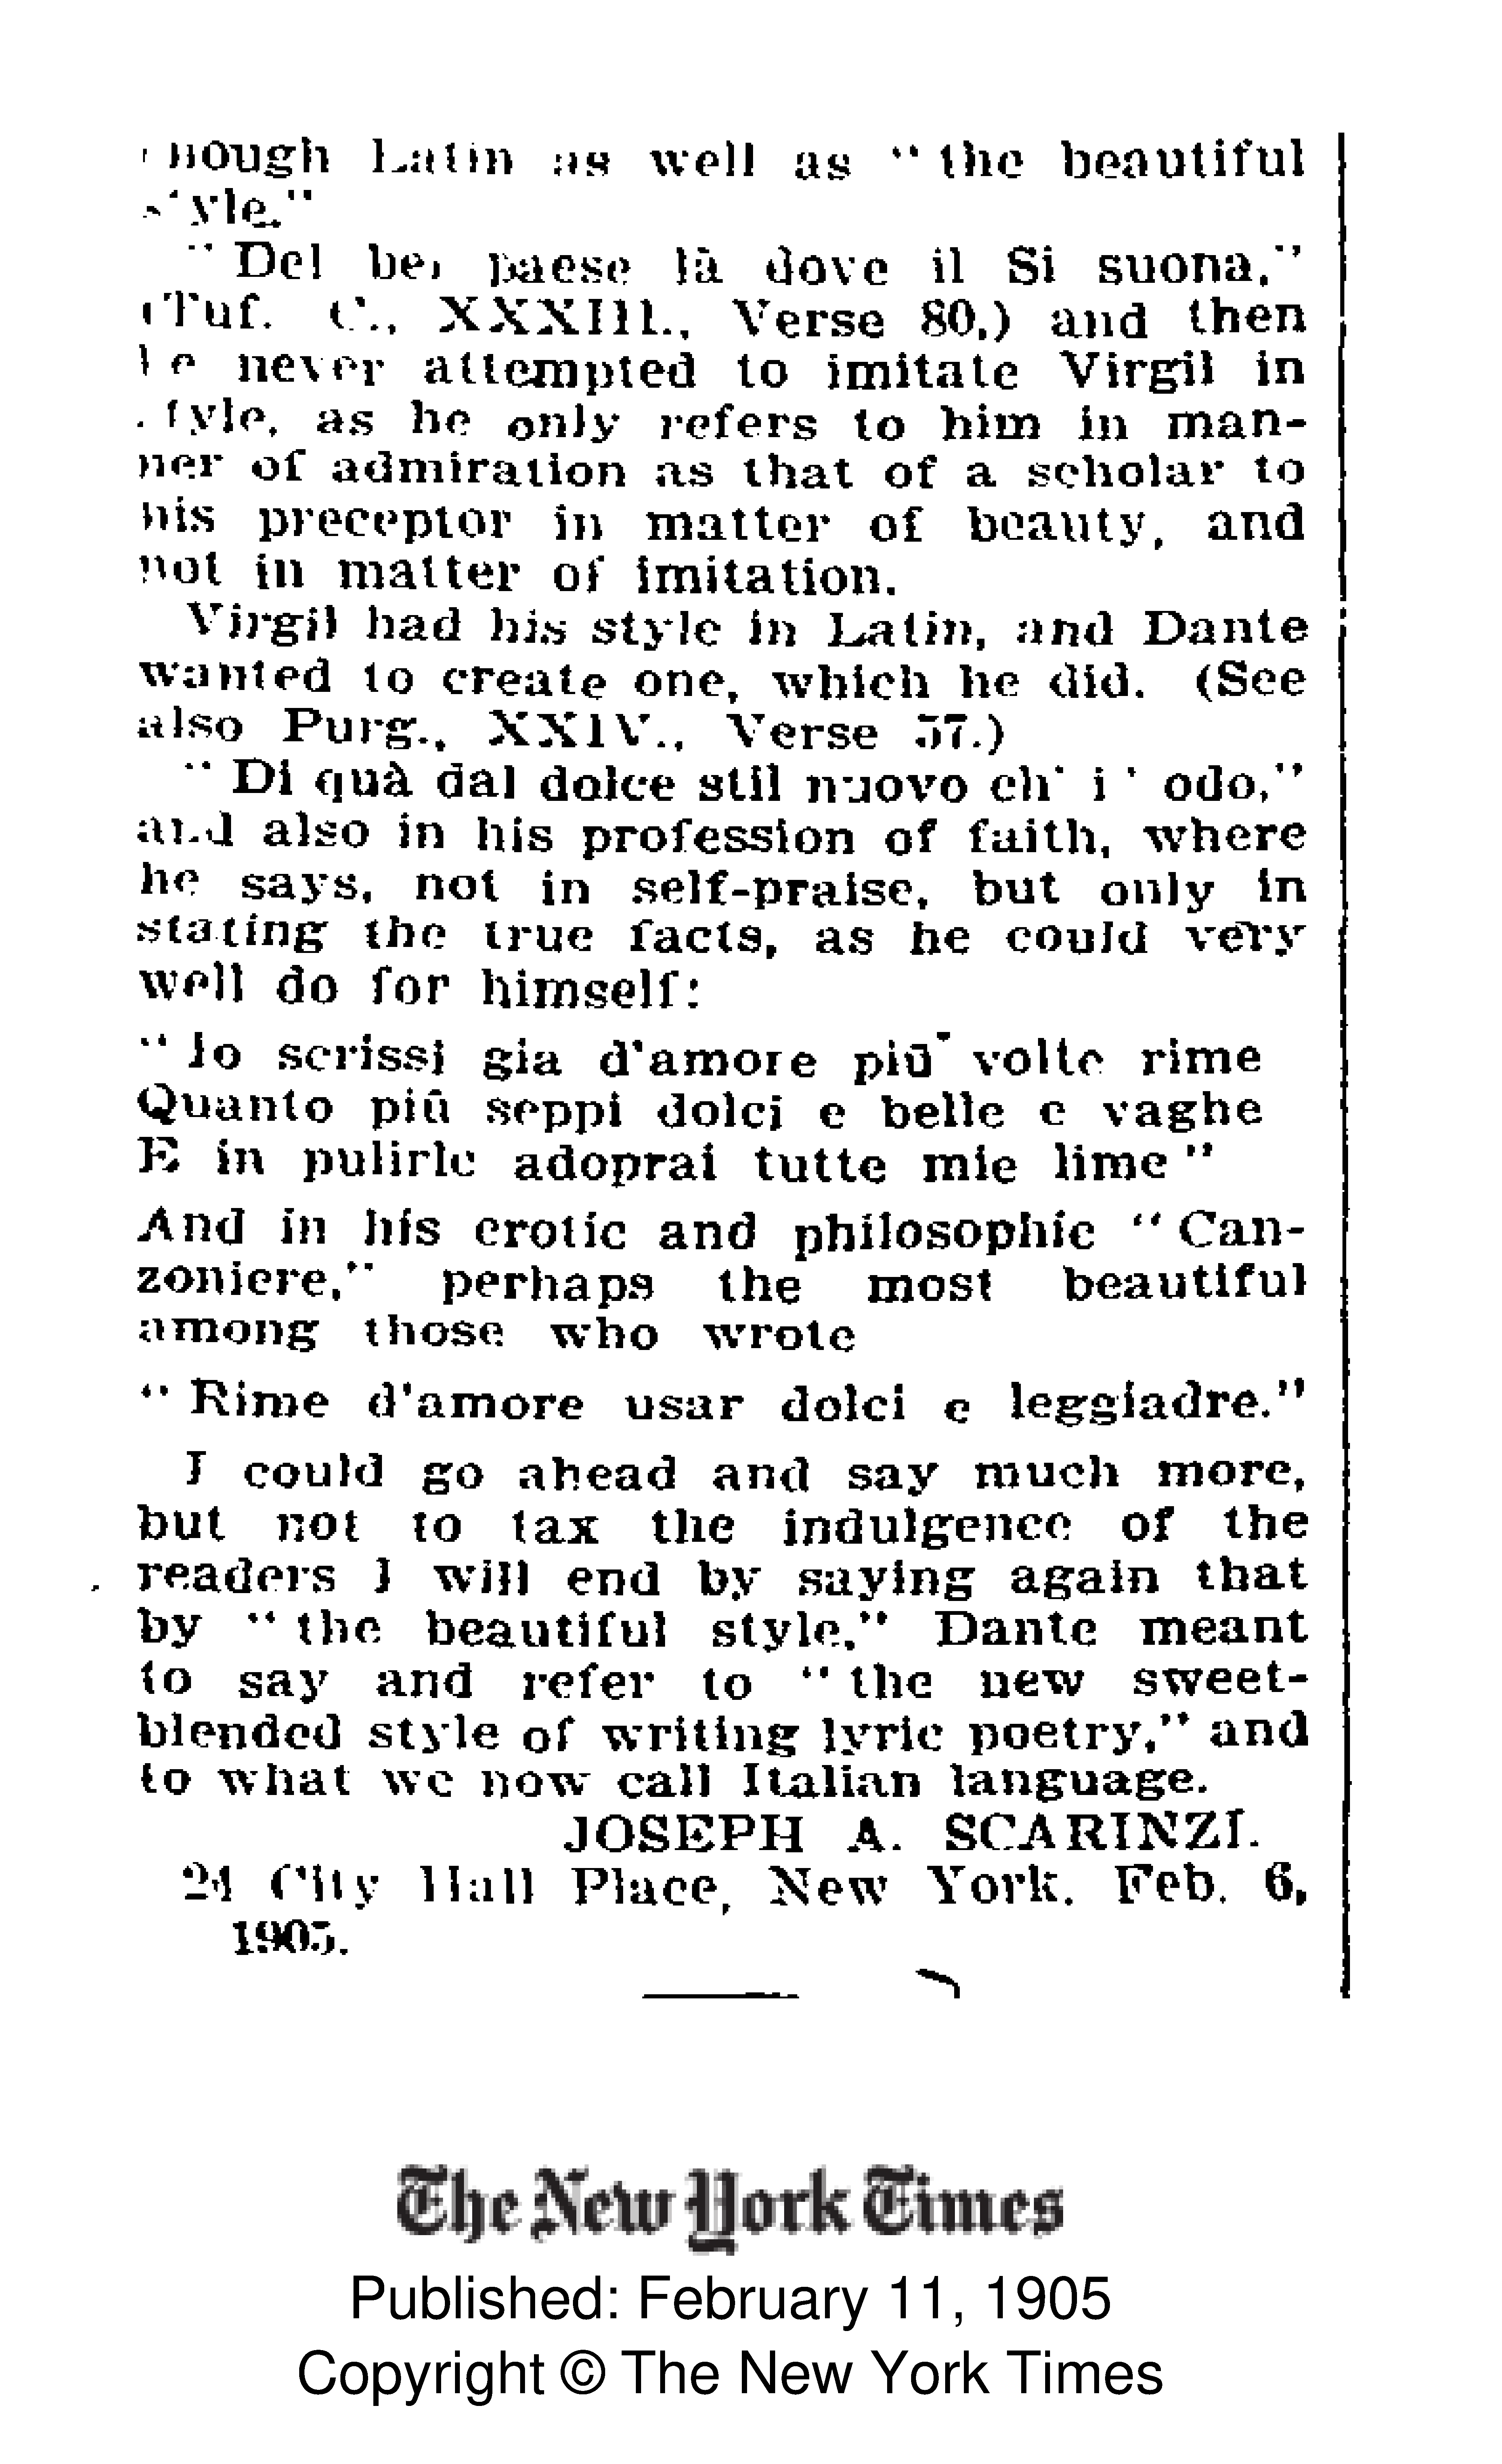 though Latin as well as "the beautiful
style."
"Del bel paese là dove il Si suona,"
(Tuf. C., XXXIII., Verse 80,) and then
he never attempted to imitate Virgil in
style, as he only refers to him in man-
ner of admiration as that of a scholar to
his preceptor in matter of beauty, and
not in matter of imitation.
Virgil had his style in Latin, and Dante
wanted to create one, which he did. (See
also Purg., XXIV., Verse 57.)
"Di quà dal dolce stil nuovo ch' i' odo,"
and also in his profession of faith, where
he says, not in self-praise, but only in
stating the true facts, as he could very
well do for himself:
"Io scrissi gia d'amore più volte rime
Quanto più seppi dolci e belle e vaghe
E in pulirle adoprai tutte mie lime"
And in his erotic and philosophic "Can-
zoniere," perhaps the most beautiful
among those who wrote
"Rime d'amore usar dolci e leggiadre."
I could go ahead and say much more,
but not to tax the indulgence of the
readers I will end by saying again that
by "the beautiful style," Dante meant
to say and refer to "the new sweet-
blended style of writing lyric poetry," and
to what we now call Italian language.
JOSEPH A. SCARINZI.
24 City Hall Place, New York, Feb. 6,
1905.
The New York Times
Published: February 11, 1905
Copyright © The New York Times